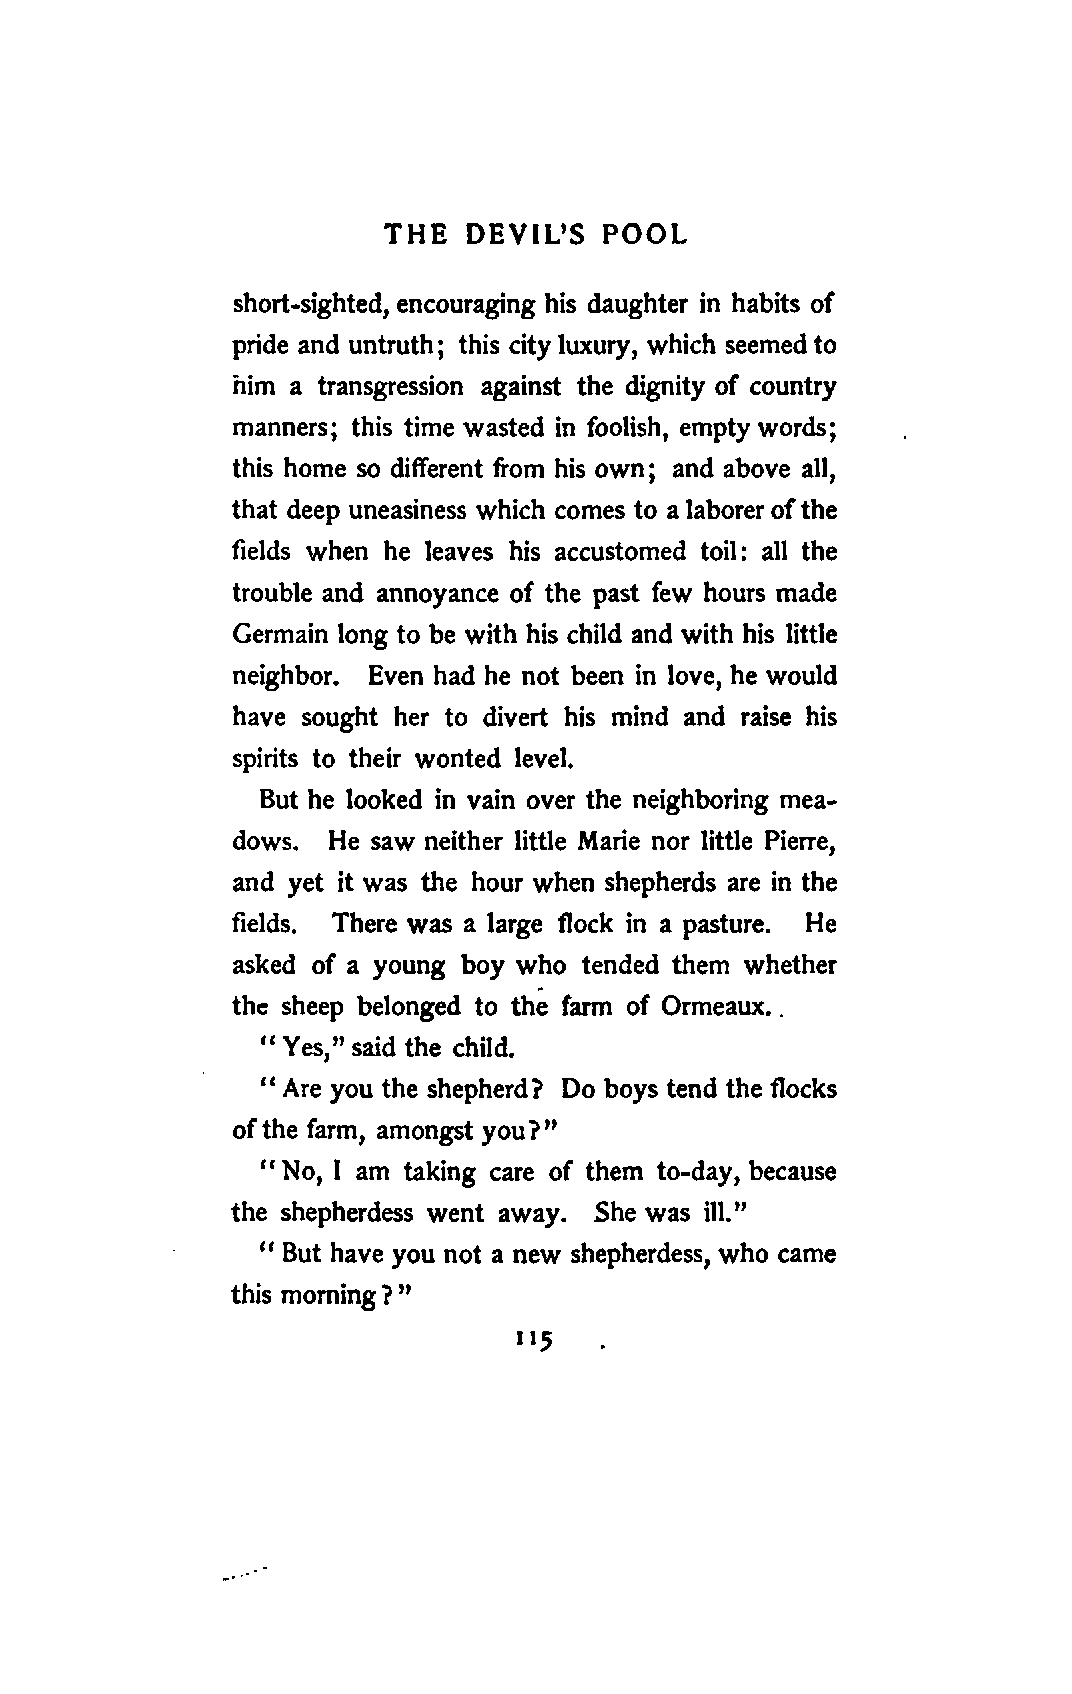 THE DEVIL'S POOL
short-sighted, encouraging his daughter in habits of
pride and untruth; this city luxury, which seemed to
him a transgression against the dignity of country
manners; this time wasted in foolish, empty words;
this home so different from his own; and above all,
that deep uneasiness which comes to a laborer of the
fields when he leaves his accustomed toil: all the
trouble and annoyance of the past few hours made
Germain long to be with his child and with his little
neighbor. Even had he not been in love, he would
have sought her to divert his mind and raise his
spirits to their wonted level.
But he looked in vain over the neighboring mea-
dows. He saw neither little Marie nor little Pierre,
and yet it was the hour when shepherds are in the
fields. There was a large flock in a pasture. He
asked of a young boy who tended them whether
the sheep belonged to the farm of Ormeaux.
"Yes," said the child.
"Are you the shepherd? Do boys tend the flocks
of the farm, amongst you?"
"No, I am taking care of them to-day, because
the shepherdess went away. She was ill."
"But have you not a new shepherdess, who came
this morning?"
115